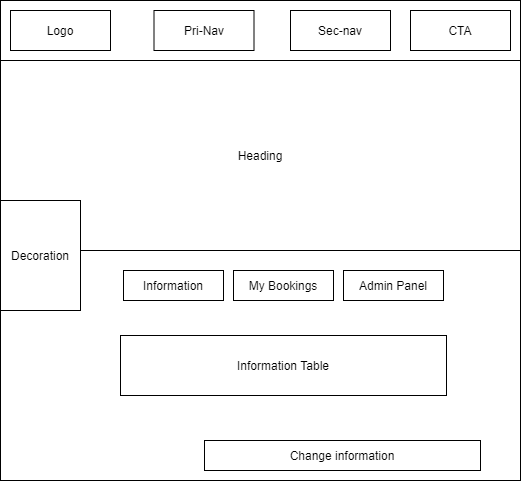 Logo
Pri-Nav
Sec-nav
CTA
Heading
Decoration
Information
My Bookings
Admin Panel
Information Table
Change information